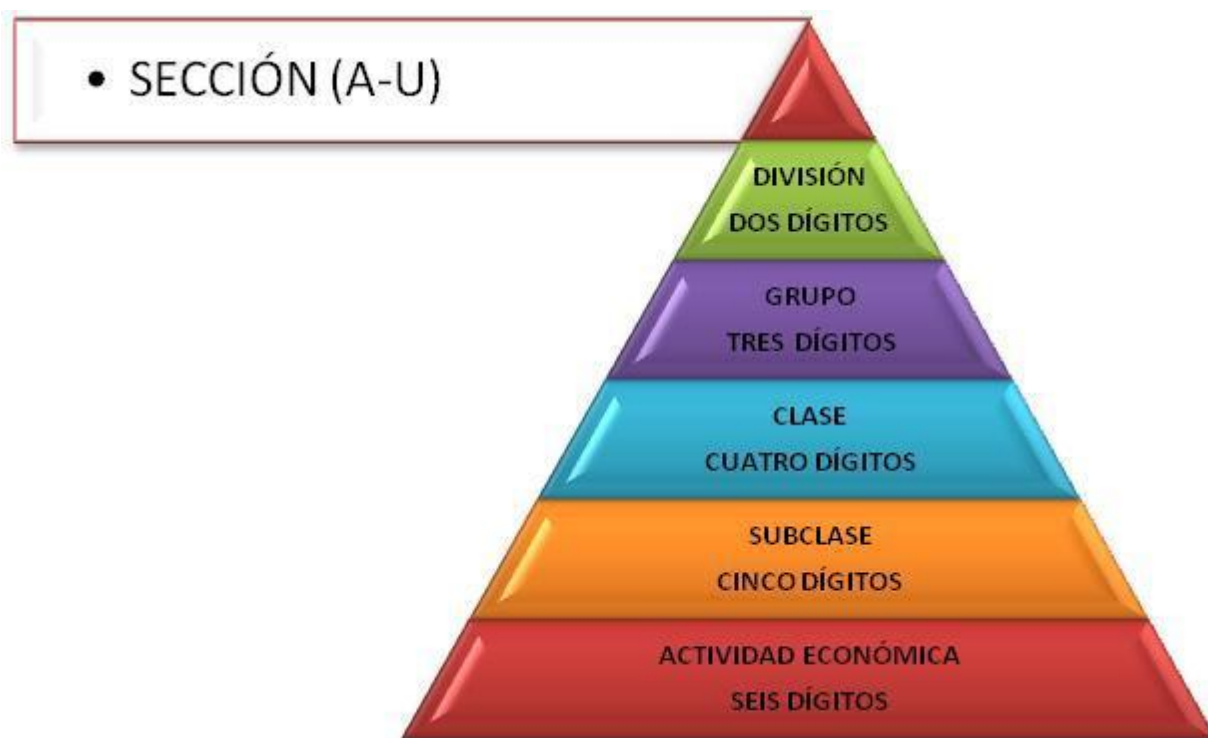 • SECCIÓN (A-U)
DIVISIÓN
DOS DÍGITOS
GRUPO
TRES DÍGITOS
CLASE
CUATRO DÍGITOS
SUBCLASE
CINCO DÍGITOS
ACTIVIDAD ECONÓMICA
SEIS DÍGITOS